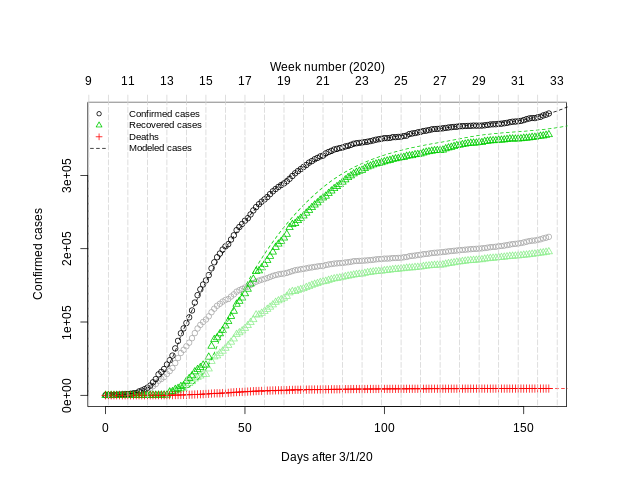 Week number (2020)
9 11 13 15 17 19 21 23 25 27 29 31 33
Confirmed cases
Recovered cases
Deaths
Modeled cases
Confirmed cases
3e+05
2e+05
1e+05
0e+00
0 50 100 150
Days after 3/1/20